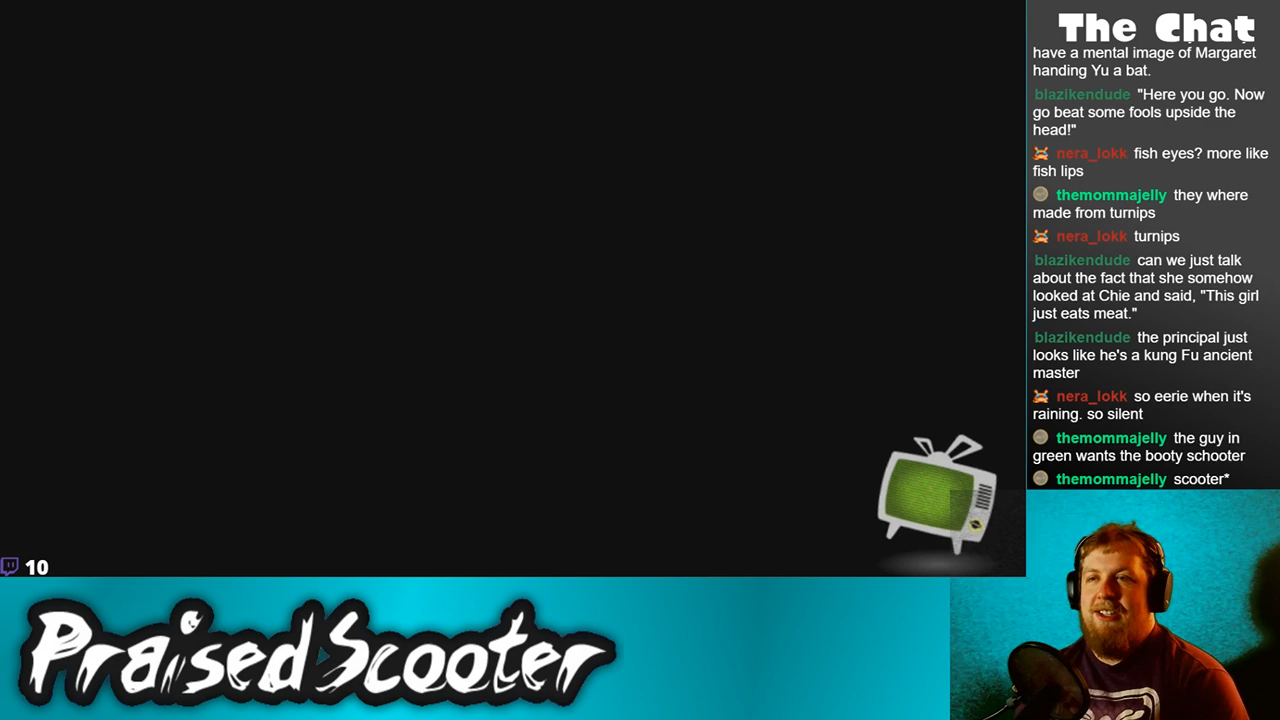 The Chat
have a mental image of Margaret
handing Yu a bat.
blazikendude "Here you go. Now
go beat some fools upside the
head!"
nera_lokk fish eyes? more like
fish lips
themommajelly they where
made from turnips
nera_lokk turnips
blazikendude can we just talk
about the fact that she somehow
looked at Chie and said, "This girl
just eats meat."
blazikendude the principal just
looks like he's a kung Fu ancient
master
nera_lokk so eerie when it's
raining. so silent
themommajelly the guy in
green wants the booty schooter
themommajelly scooter*
10
PraisedScooter